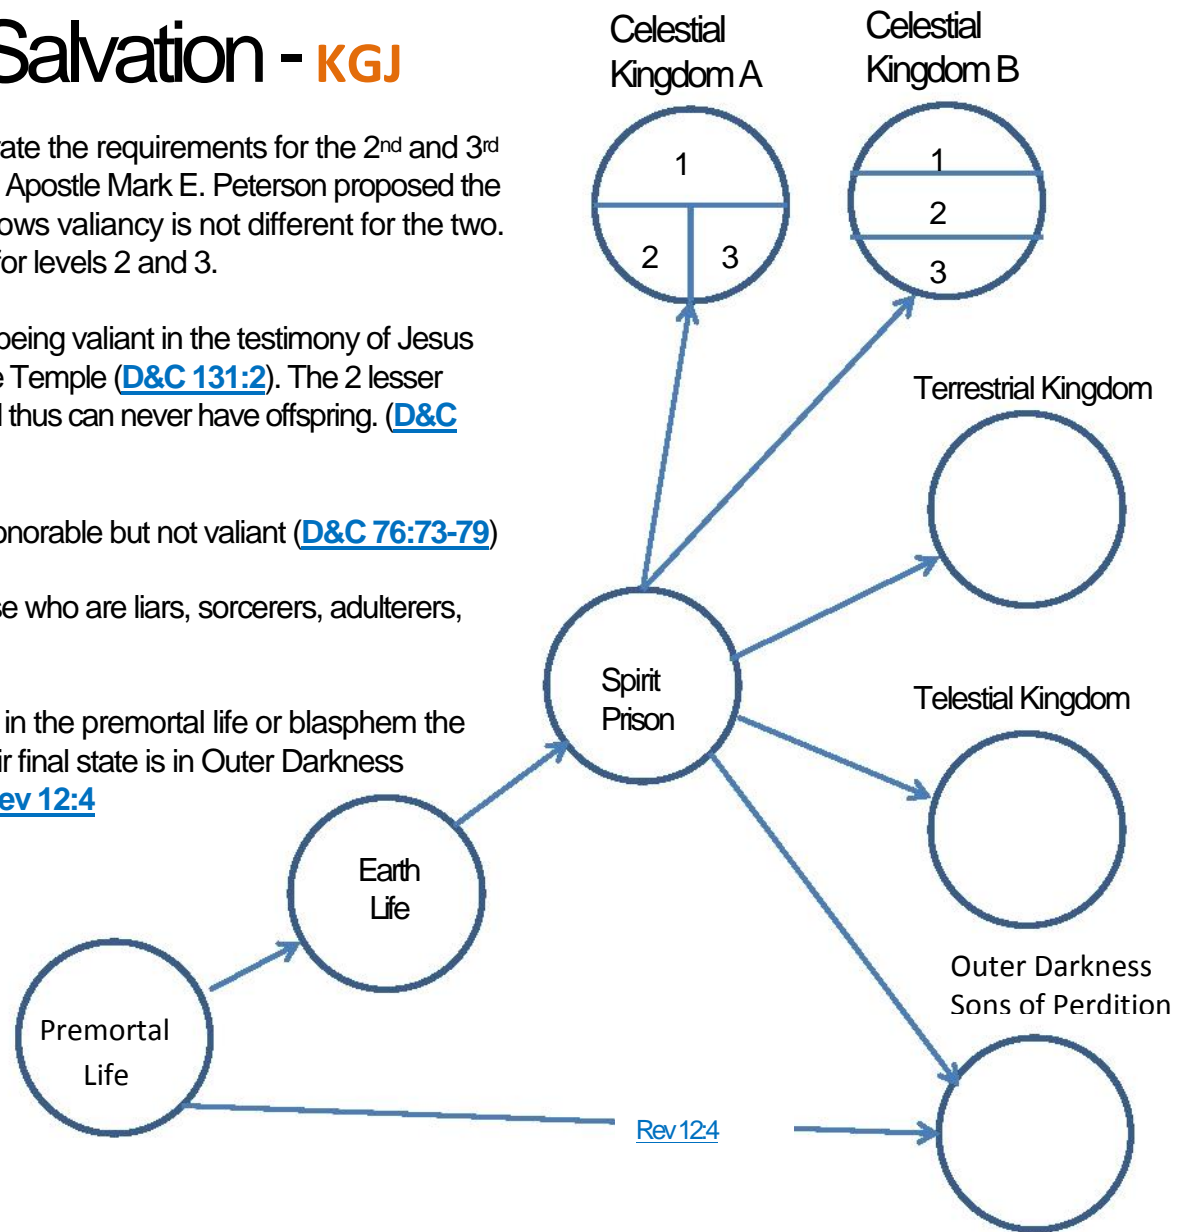 Salvation - KGJ
rate the requirements for the 2nd and 3rd
Apostle Mark E. Peterson proposed the
ows valiancy is not different for the two.
for levels 2 and 3.
being valiant in the testimony of Jesus
e Temple (D&C 131:2). The 2 lesser
d thus can never have offspring. (D&C
onorable but not valiant (D&C 76:73-79)
se who are liars, sorcerers, adulterers,
in the premortal life or blasphem the
ir final state is in Outer Darkness
Rev 12:4
Celestial
Kingdom A
1
2 3
Celestial
Kingdom B
1
2
3
Terrestrial Kingdom
Spirit
Prison
Telestial Kingdom
Earth
Life
Outer Darkness
Sons of Perdition
Premortal
Life
Rev 12:4